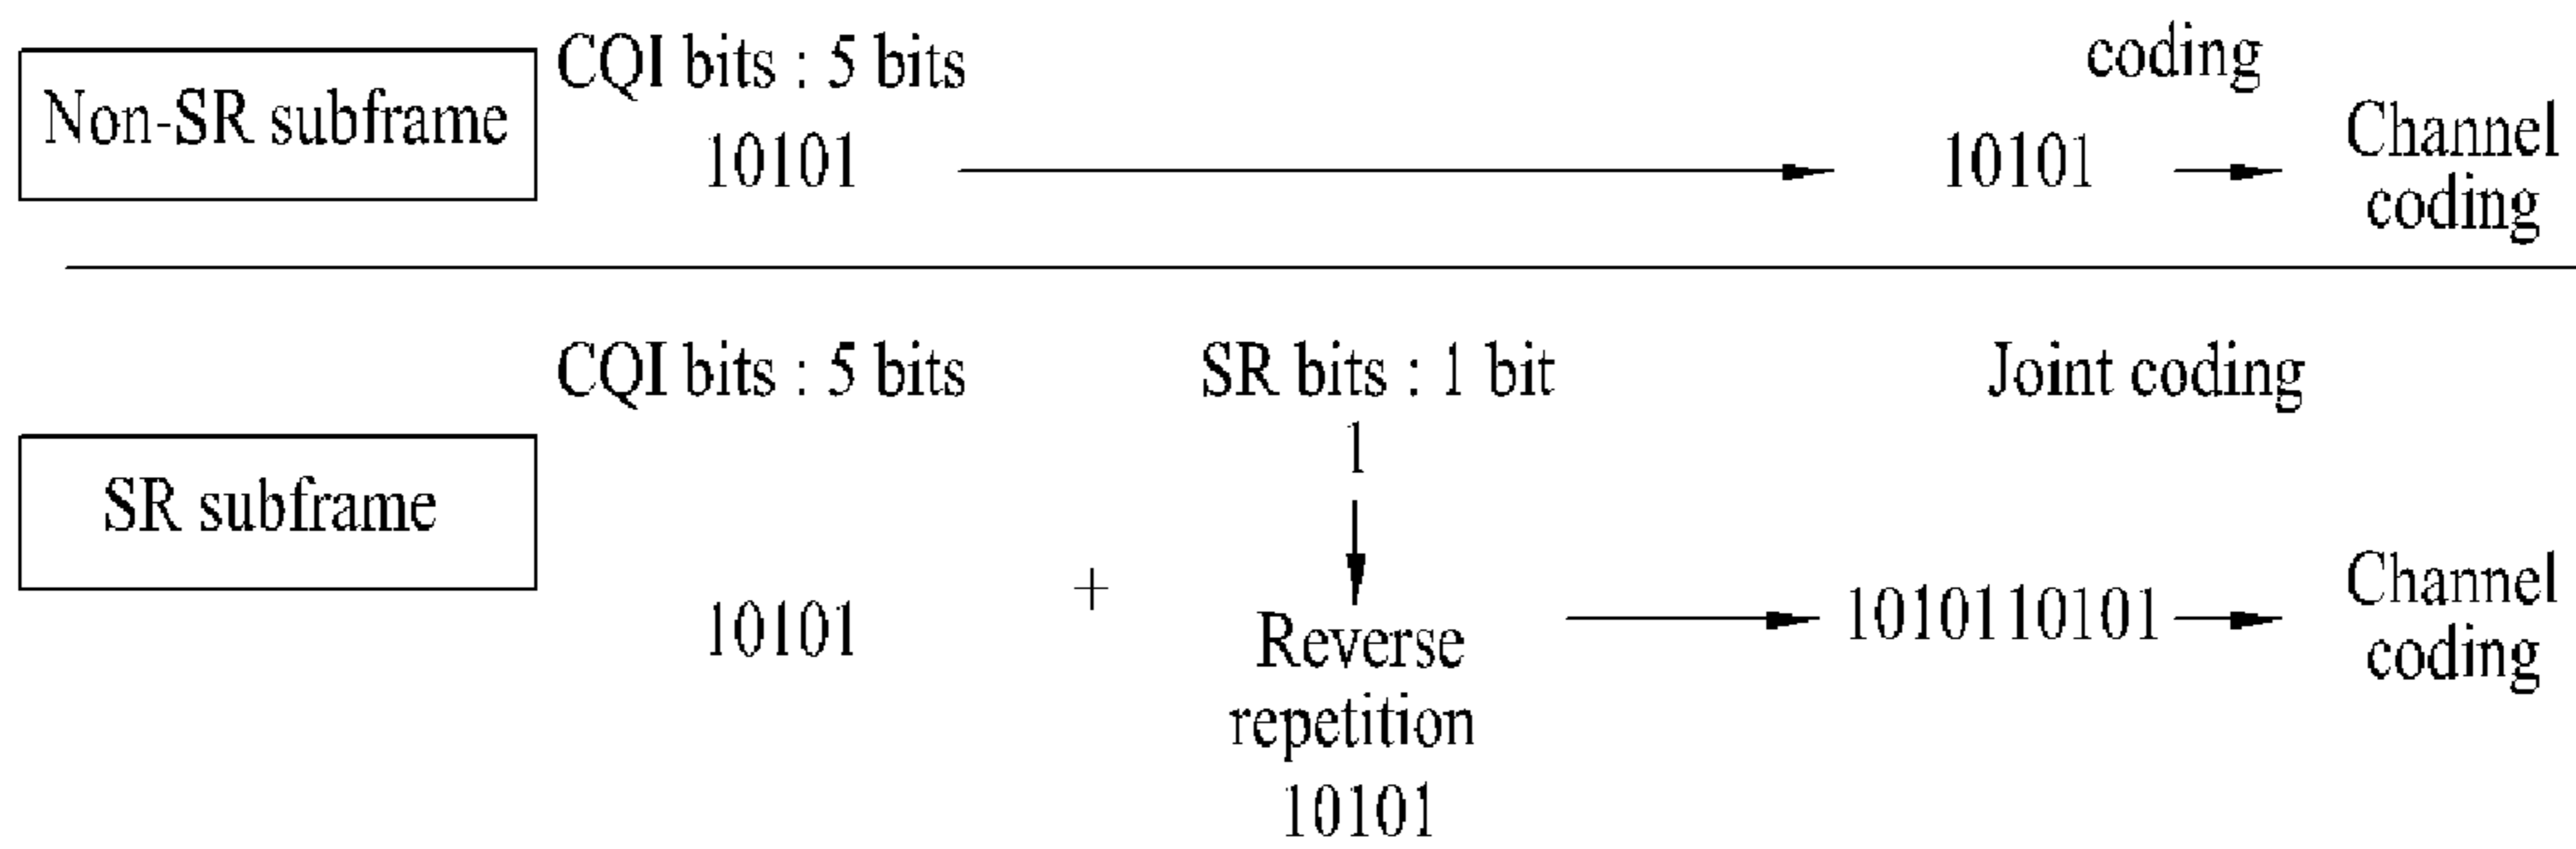 Non-SR subframe
CQI bits : 5 bits
10101
coding
10101
Channel
coding
CQI bits : 5 bits
SR bits : 1 bit
Joint coding
SR subframe
1
10101
+
Reverse
repetition
10101
1010110101
Channel
coding